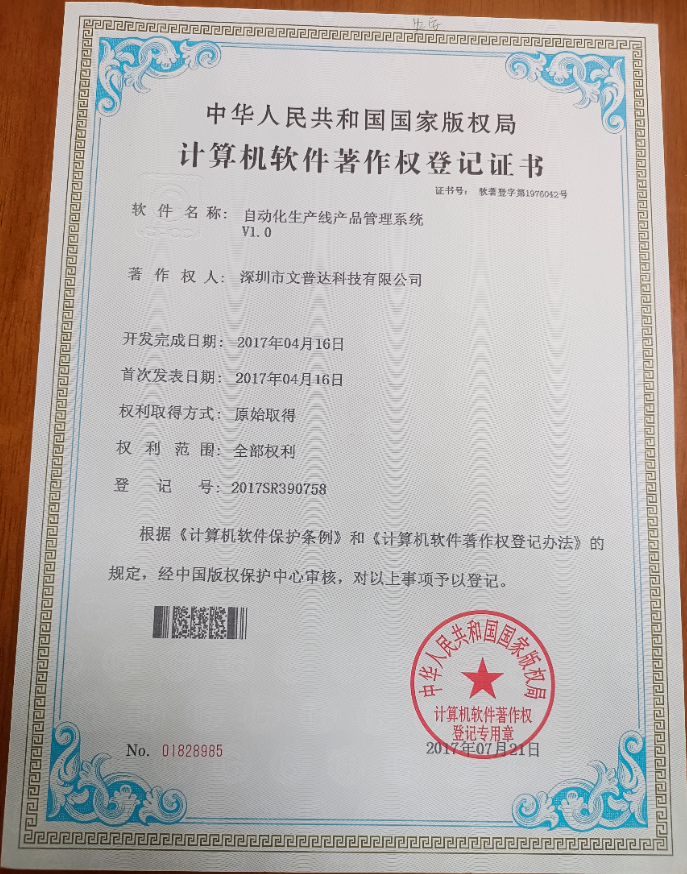 中华人民共和国国家版权局
计算机软件著作权登记证书
证书号： 软著登字第1976042号
软件名称： 自动化生产线产品管理系统
V1.0
著作权人： 深圳市文普达科技有限公司
开发完成日期： 2017年04月16日
首次发表日期： 2017年04月16日
权利取得方式： 原始取得
权利范围： 全部权利
登记号： 2017SR390758
根据《计算机软件保护条例》和《计算机软件著作权登记办法》的
规定，经中国版权保护中心审核，对以上事项予以登记。
中华人民共和国国家版权局
计算机软件著作权
登记专用章
No. 01828985
2017年07月21日